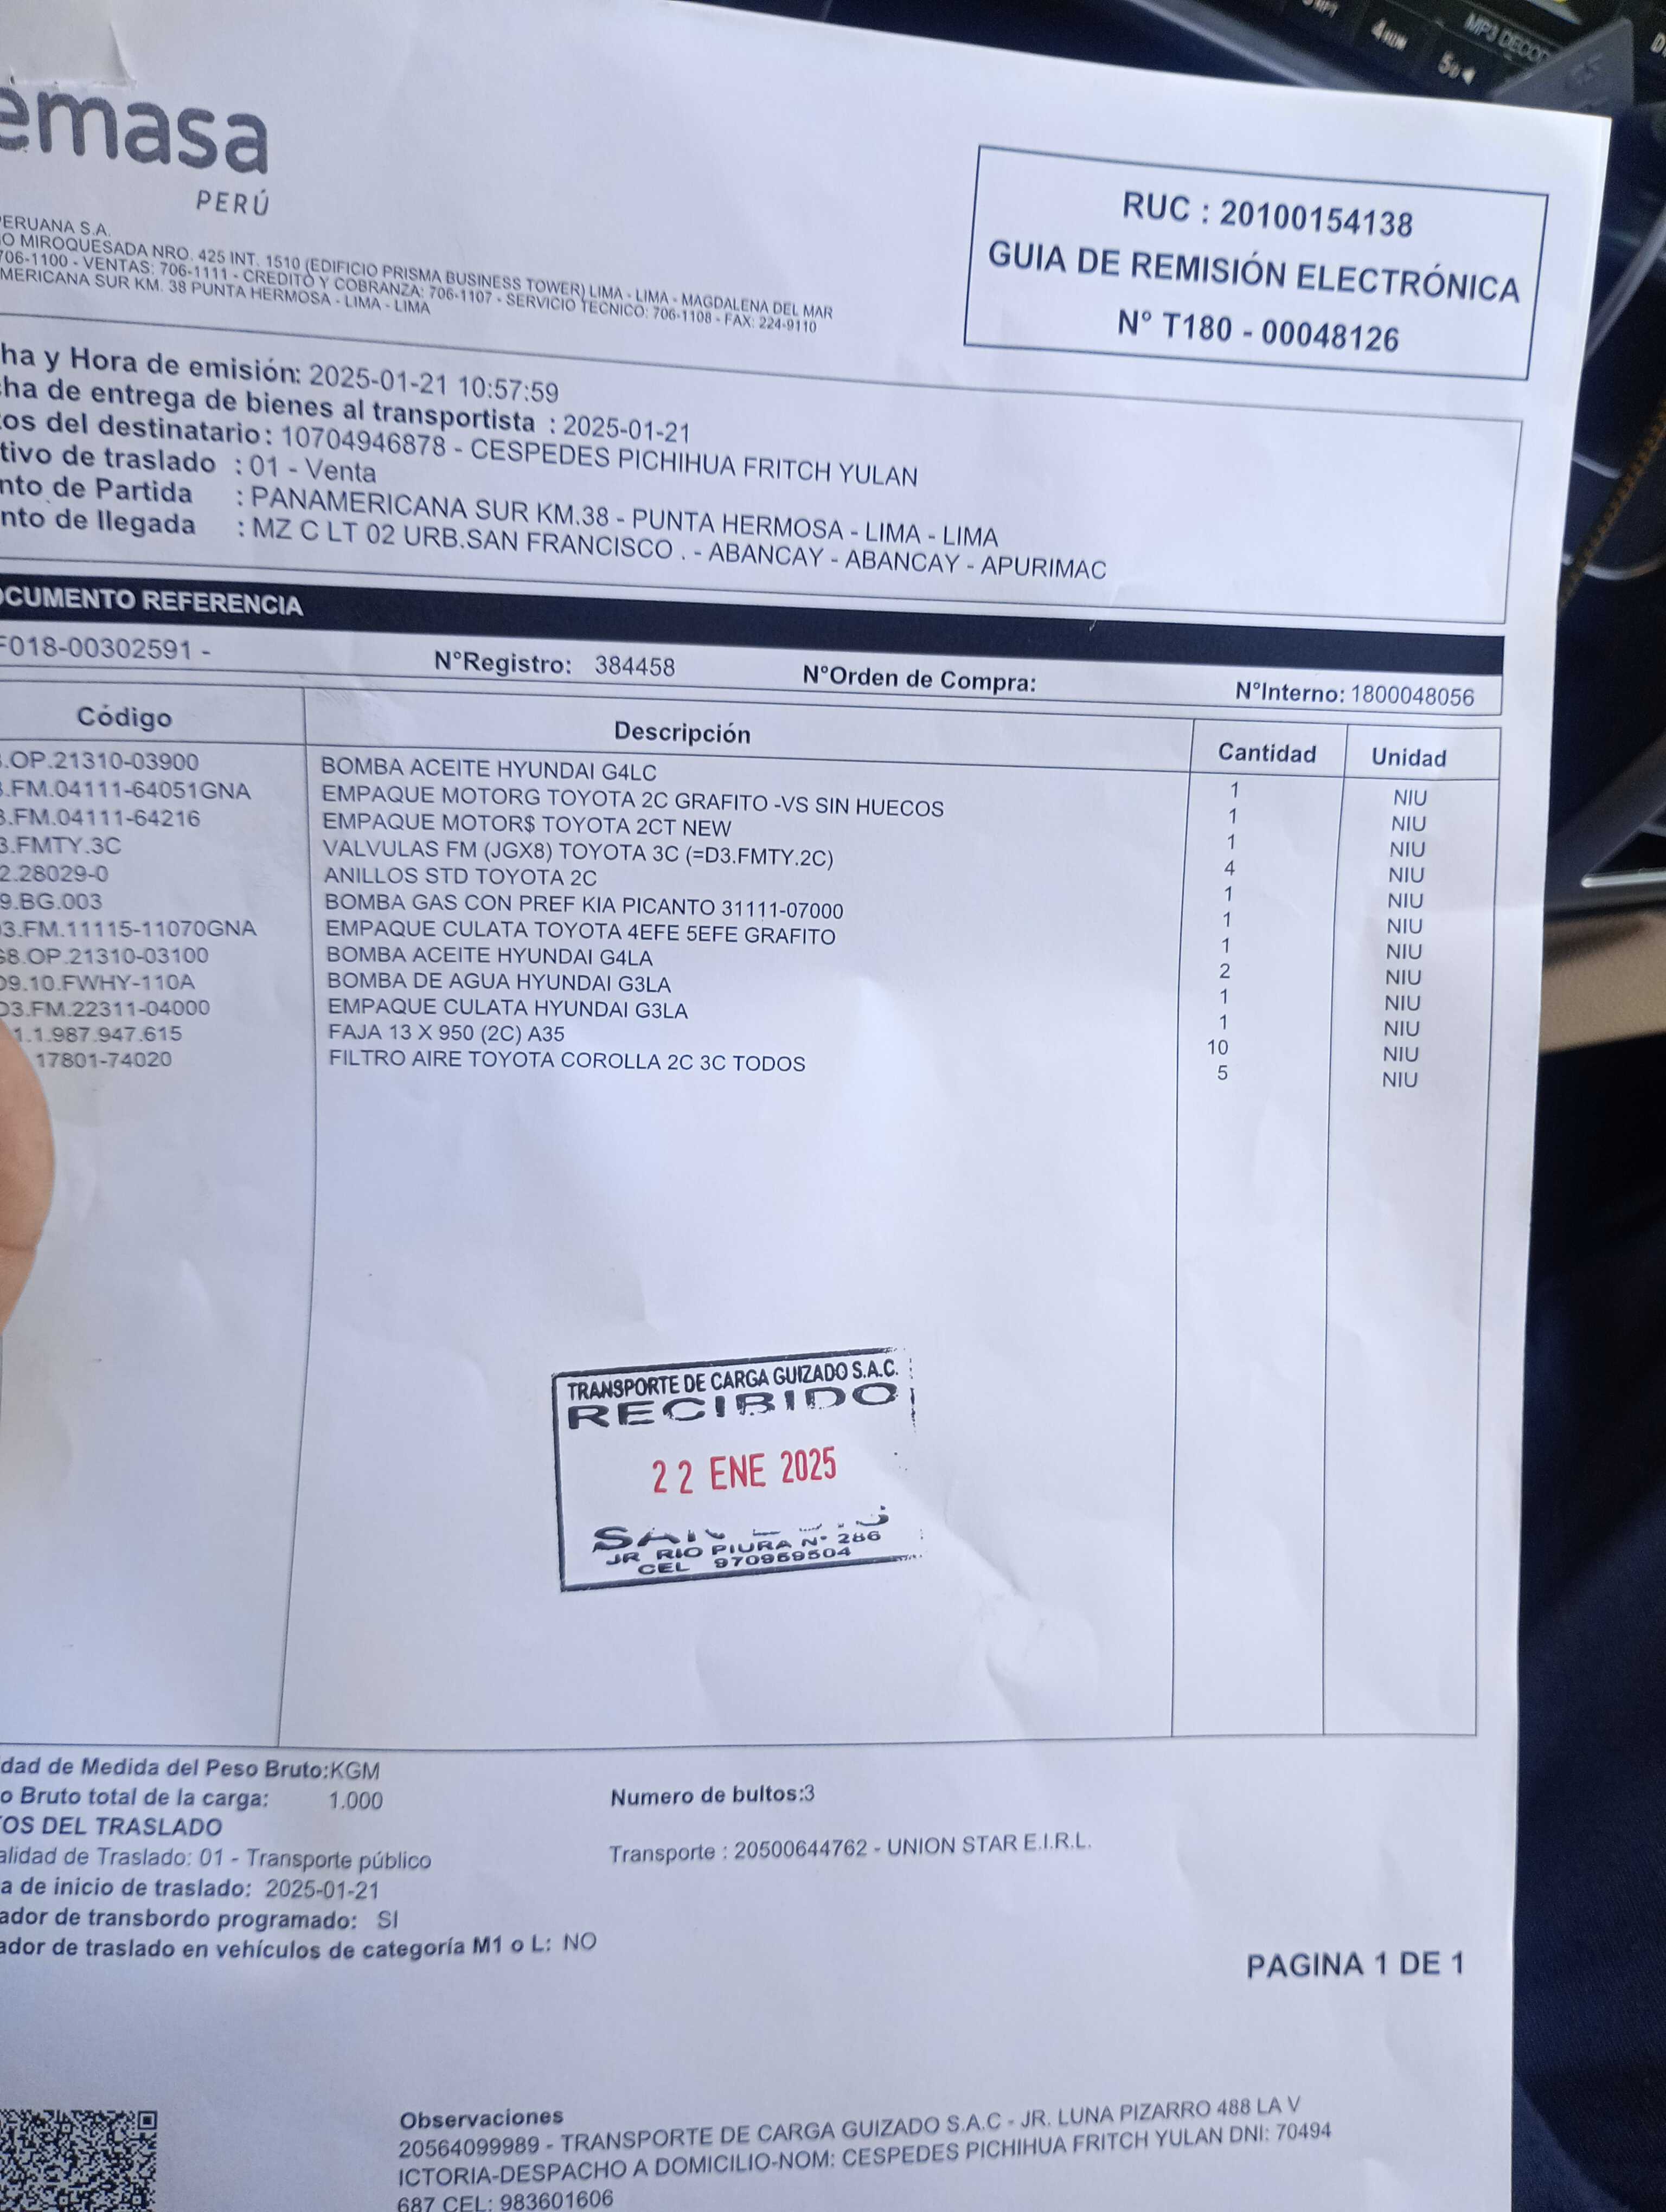 emasa
PERÚ
PERUANA S.A.
O MIROQUESADA NRO. 425 INT. 1510 (EDIFICIO PRISMA BUSINESS TOWER) LIMA - LIMA - MAGDALENA DEL MAR
706-1100 - VENTAS: 706-1111 - CREDITO Y COBRANZA: 706-1107 - SERVICIO TECNICO: 706-1108 - FAX: 224-9110
MERICANA SUR KM. 38 PUNTA HERMOSA - LIMA - LIMA
RUC : 20100154138
GUIA DE REMISIÓN ELECTRÓNICA
N° T180 - 00048126
ha y Hora de emisión: 2025-01-21 10:57:59
cha de entrega de bienes al transportista : 2025-01-21
tos del destinatario: 10704946878 - CESPEDES PICHIHUA FRITCH YULAN
tivo de traslado : 01 - Venta
nto de Partida : PANAMERICANA SUR KM.38 - PUNTA HERMOSA - LIMA - LIMA
nto de llegada : MZ C LT 02 URB.SAN FRANCISCO . - ABANCAY - ABANCAY - APURIMAC
OCUMENTO REFERENCIA
F018-00302591 - N°Registro: 384458 N°Orden de Compra: N°Interno: 1800048056
Código Descripción Cantidad Unidad
.OP.21310-03900 BOMBA ACEITE HYUNDAI G4LC 1 NIU
.FM.04111-64051GNA EMPAQUE MOTORG TOYOTA 2C GRAFITO -VS SIN HUECOS 1 NIU
3.FM.04111-64216 EMPAQUE MOTOR$ TOYOTA 2CT NEW 1 NIU
3.FMTY.3C VALVULAS FM (JGX8) TOYOTA 3C (=D3.FMTY.2C) 4 NIU
2.28029-0 ANILLOS STD TOYOTA 2C 1 NIU
9.BG.003 BOMBA GAS CON PREF KIA PICANTO 31111-07000 1 NIU
3.FM.11115-11070GNA EMPAQUE CULATA TOYOTA 4EFE 5EFE GRAFITO 1 NIU
8.OP.21310-03100 BOMBA ACEITE HYUNDAI G4LA 2 NIU
09.10.FWHY-110A BOMBA DE AGUA HYUNDAI G3LA 1 NIU
D3.FM.22311-04000 EMPAQUE CULATA HYUNDAI G3LA 1 NIU
1.1.987.947.615 FAJA 13 X 950 (2C) A35 10 NIU
17801-74020 FILTRO AIRE TOYOTA COROLLA 2C 3C TODOS 5 NIU
TRANSPORTE DE CARGA GUIZADO S.A.C.
RECIBIDO
22 ENE 2025
JR RIO PIURA N° 286
CEL 970959504
dad de Medida del Peso Bruto:KGM
o Bruto total de la carga: 1.000 Numero de bultos:3
OS DEL TRASLADO
alidad de Traslado: 01 - Transporte público Transporte : 20500644762 - UNION STAR E.I.R.L.
a de inicio de traslado: 2025-01-21
ador de transbordo programado: SI
ador de traslado en vehículos de categoría M1 o L: NO
PAGINA 1 DE 1
Observaciones
20564099989 - TRANSPORTE DE CARGA GUIZADO S.A.C - JR. LUNA PIZARRO 488 LA V
ICTORIA-DESPACHO A DOMICILIO-NOM: CESPEDES PICHIHUA FRITCH YULAN DNI: 70494
687 CEL: 983601606